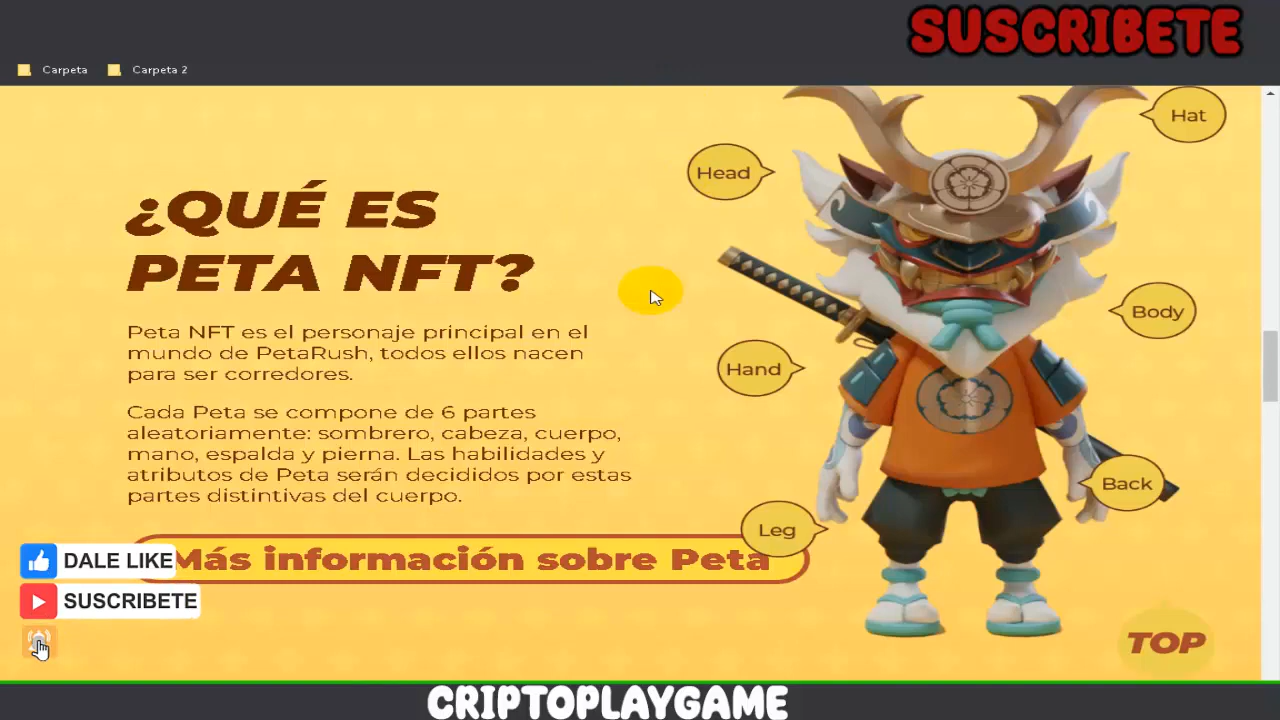 SUSCRIBETE
Carpeta
Carpeta 2
Hat
Head
¿QUÉ ES
PETA NFT?
Body
Peta NFT es el personaje principal en el
mundo de PetaRush, todos ellos nacen
para ser corredores.
Hand
Cada Peta se compone de 6 partes
aleatoriamente: sombrero, cabeza, cuerpo,
mano, espalda y pierna. Las habilidades y
atributos de Peta serán decididos por estas
partes distintivas del cuerpo.
Back
Leg
Más información sobre Peta
DALE LIKE
SUSCRIBETE
TOP
CRIPTOPLAYGAME